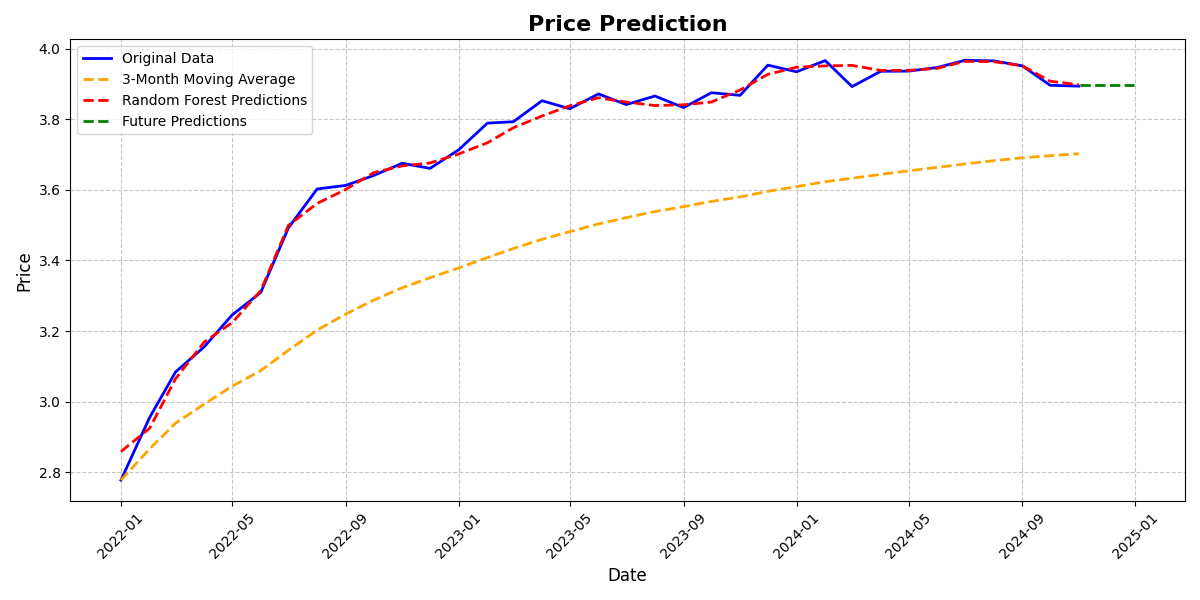 Price Prediction
Original Data
3-Month Moving Average
Random Forest Predictions
Future Predictions
Price
4.0
3.8
3.6
3.4
3.2
3.0
2.8
2022-01
2022-05
2022-09
2023-01
2023-05
2023-09
2024-01
2024-05
2024-09
2025-01
Date